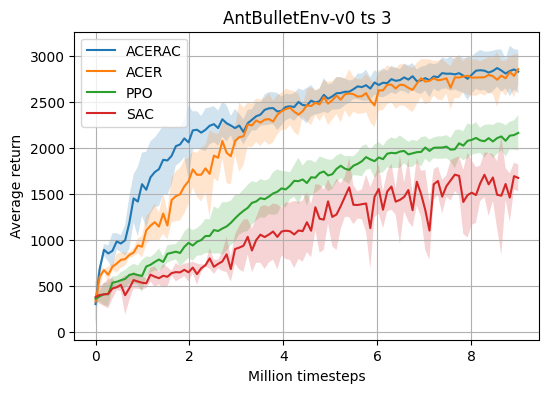 AntBulletEnv-v0 ts 3
ACERAC
ACER
PPO
SAC
Average return
3000
2500
2000
1500
1000
500
0
0 2 4 6 8
Million timesteps